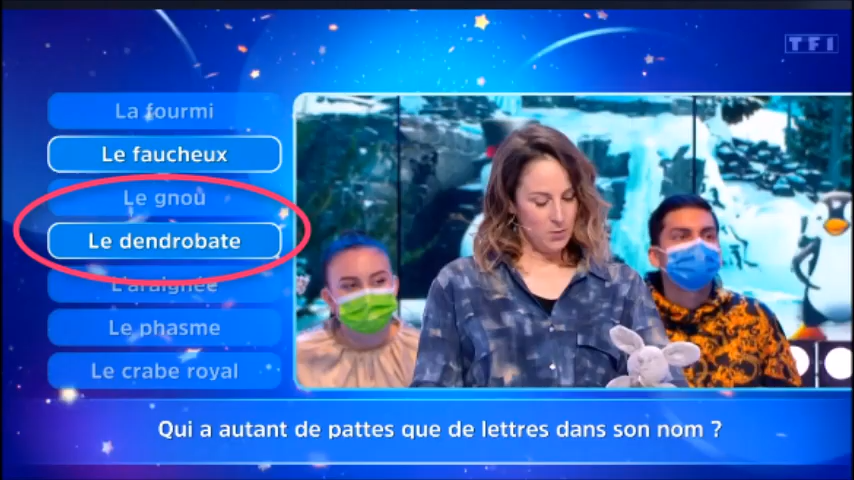 TF1
La fourmi
Le faucheux
Le gnou
Le dendrobate
L'araignée
Le phasme
Le crabe royal
Qui a autant de pattes que de lettres dans son nom ?